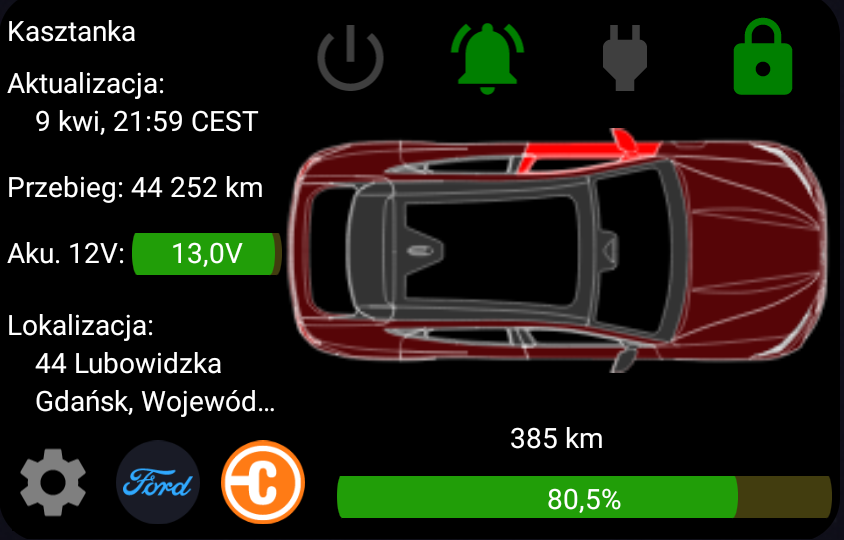 Kasztanka
Aktualizacja:
9 kwi, 21:59 CEST
Przebieg: 44 252 km
Aku. 12V: 13,0V
Lokalizacja:
44 Lubowidzka
Gdańsk, Wojewód...
Ford
C
385 km
80,5%